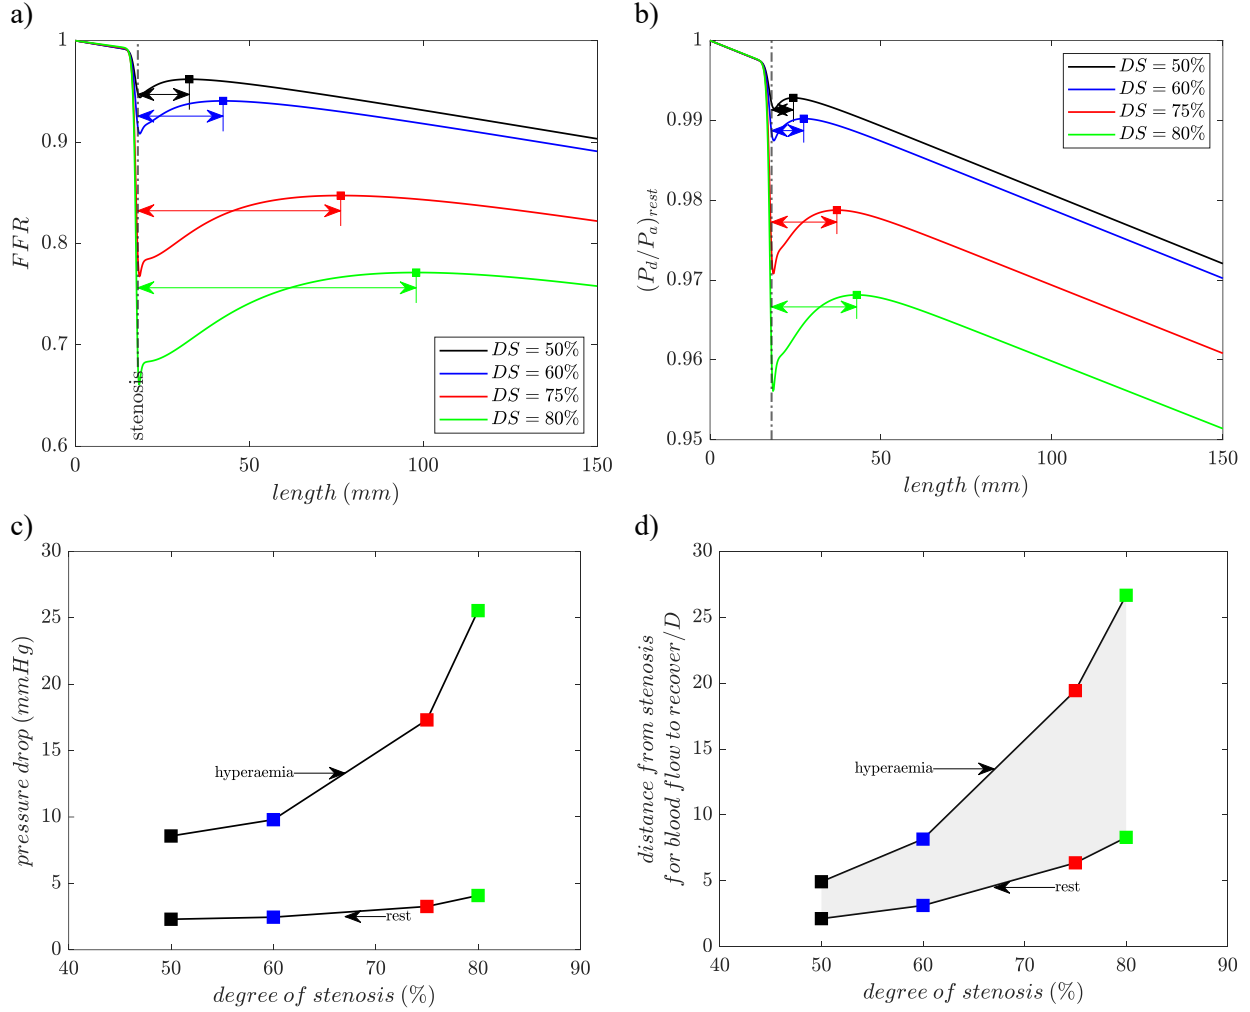 a)
1
0.9
0.8
0.7
0.6
FFR
stenosis
DS = 50%
DS = 60%
DS = 75%
DS = 80%
0
50
100
150
length (mm)
b)
1
0.99
0.98
0.97
0.96
0.95
(P_d/P_a)_rest
DS = 50%
DS = 60%
DS = 75%
DS = 80%
0
50
100
150
length (mm)
c)
30
25
20
15
10
5
0
pressure drop (mmHg)
hyperaemia
rest
40
50
60
70
80
90
degree of stenosis (%)
d)
30
25
20
15
10
5
0
distance from stenosis
for blood flow to recover/D
hyperaemia
rest
40
50
60
70
80
90
degree of stenosis (%)